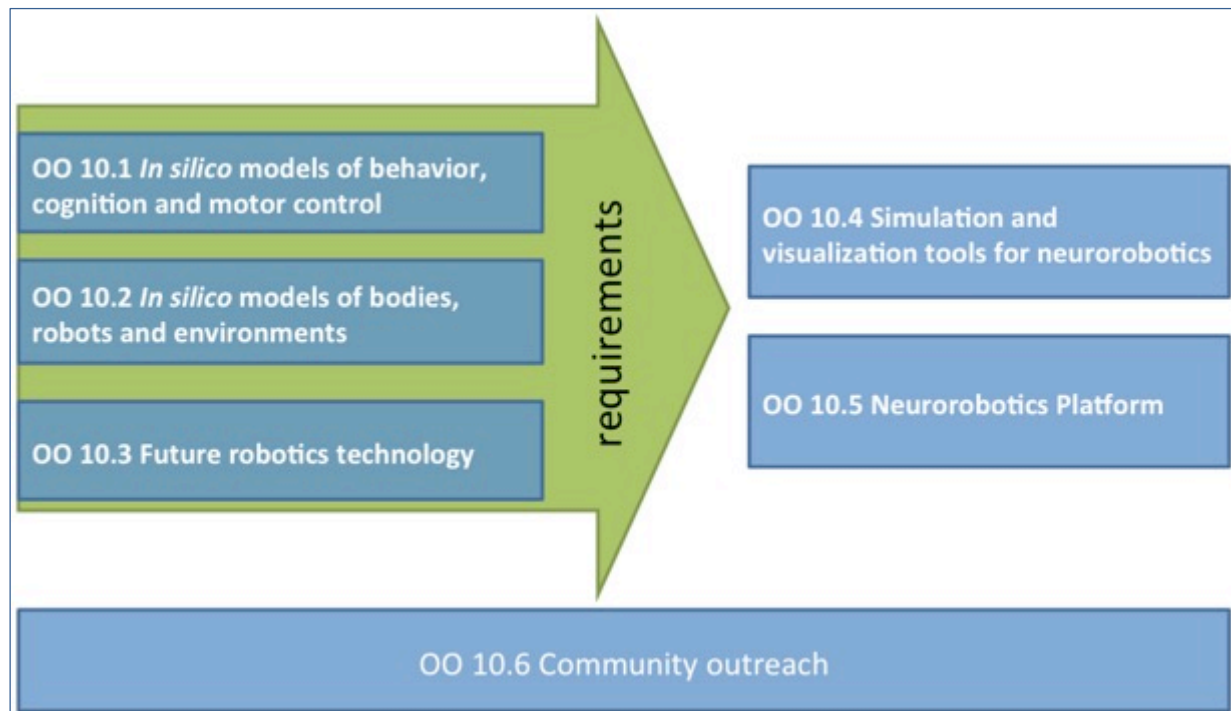 OO 10.1 In silico models of behavior,
cognition and motor control
OO 10.2 In silico models of bodies,
robots and environments
OO 10.3 Future robotics technology
requirements
OO 10.4 Simulation and
visualization tools for neurorobotics
OO 10.5 Neurorobotics Platform
OO 10.6 Community outreach